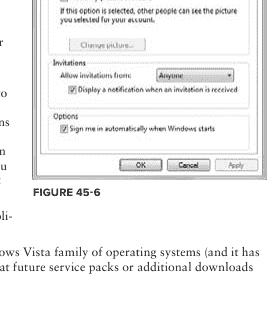 If this option is selected, other people can see the picture
you selected for your account.
r
Change picture...
Invitations
Allow invitations from: Anyone
o
Display a notification when an invitation is received
ns
Options
Sign me in automatically when Windows starts
n
u
OK Cancel Apply
FIGURE 45-6
pli-
ows Vista family of operating systems (and it has
at future service packs or additional downloads